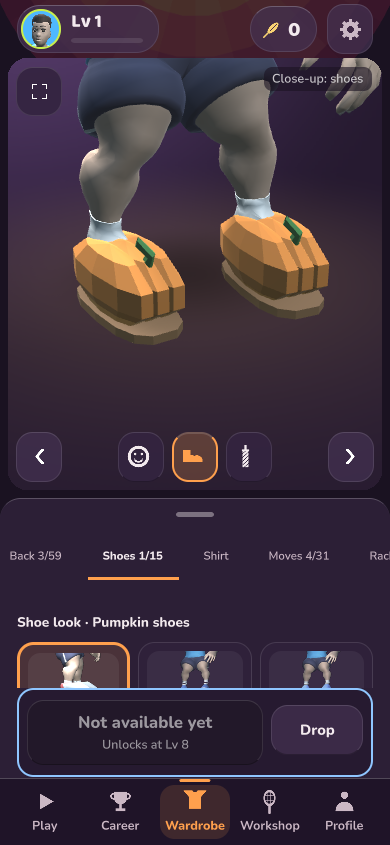 Lv 1
0
Close-up: shoes
Back 3/59
Shoes 1/15
Shirt
Moves 4/31
Shoe look · Pumpkin shoes
Not available yet
Unlocks at Lv 8
Drop
Play
Career
Wardrobe
Workshop
Profile